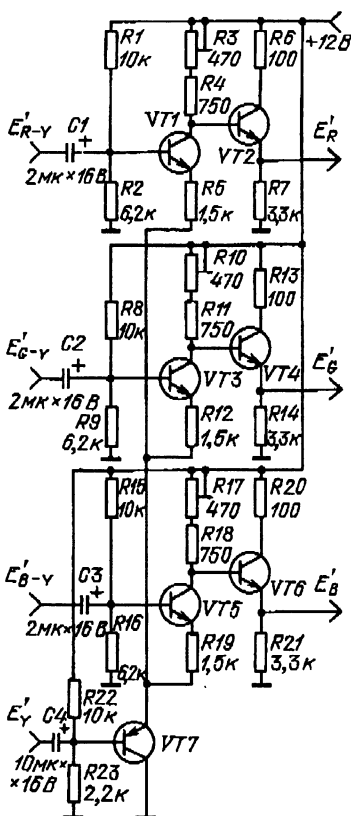 R1
10к
R3
470
R6
100
+12В
R4
750
E'R-Y
C1
+
VT1
VT2
E'R
2мк×16В
R2
6,2к
R6
1,5к
R7
3,3к
R10
470
R13
100
R8
10к
R11
750
E'G-Y
C2
+
VT3
VT4
E'G
2мк×16В
R9
6,2к
R12
1,5к
R14
3,3к
R15
10к
R17
470
R20
100
R18
750
E'B-Y
C3
+
VT5
VT6
E'B
2мк×16В
R16
6,2к
R19
1,5к
R21
3,3к
R22
10к
E'Y
C4
+
VT7
10мк×
×16В
R23
2,2к